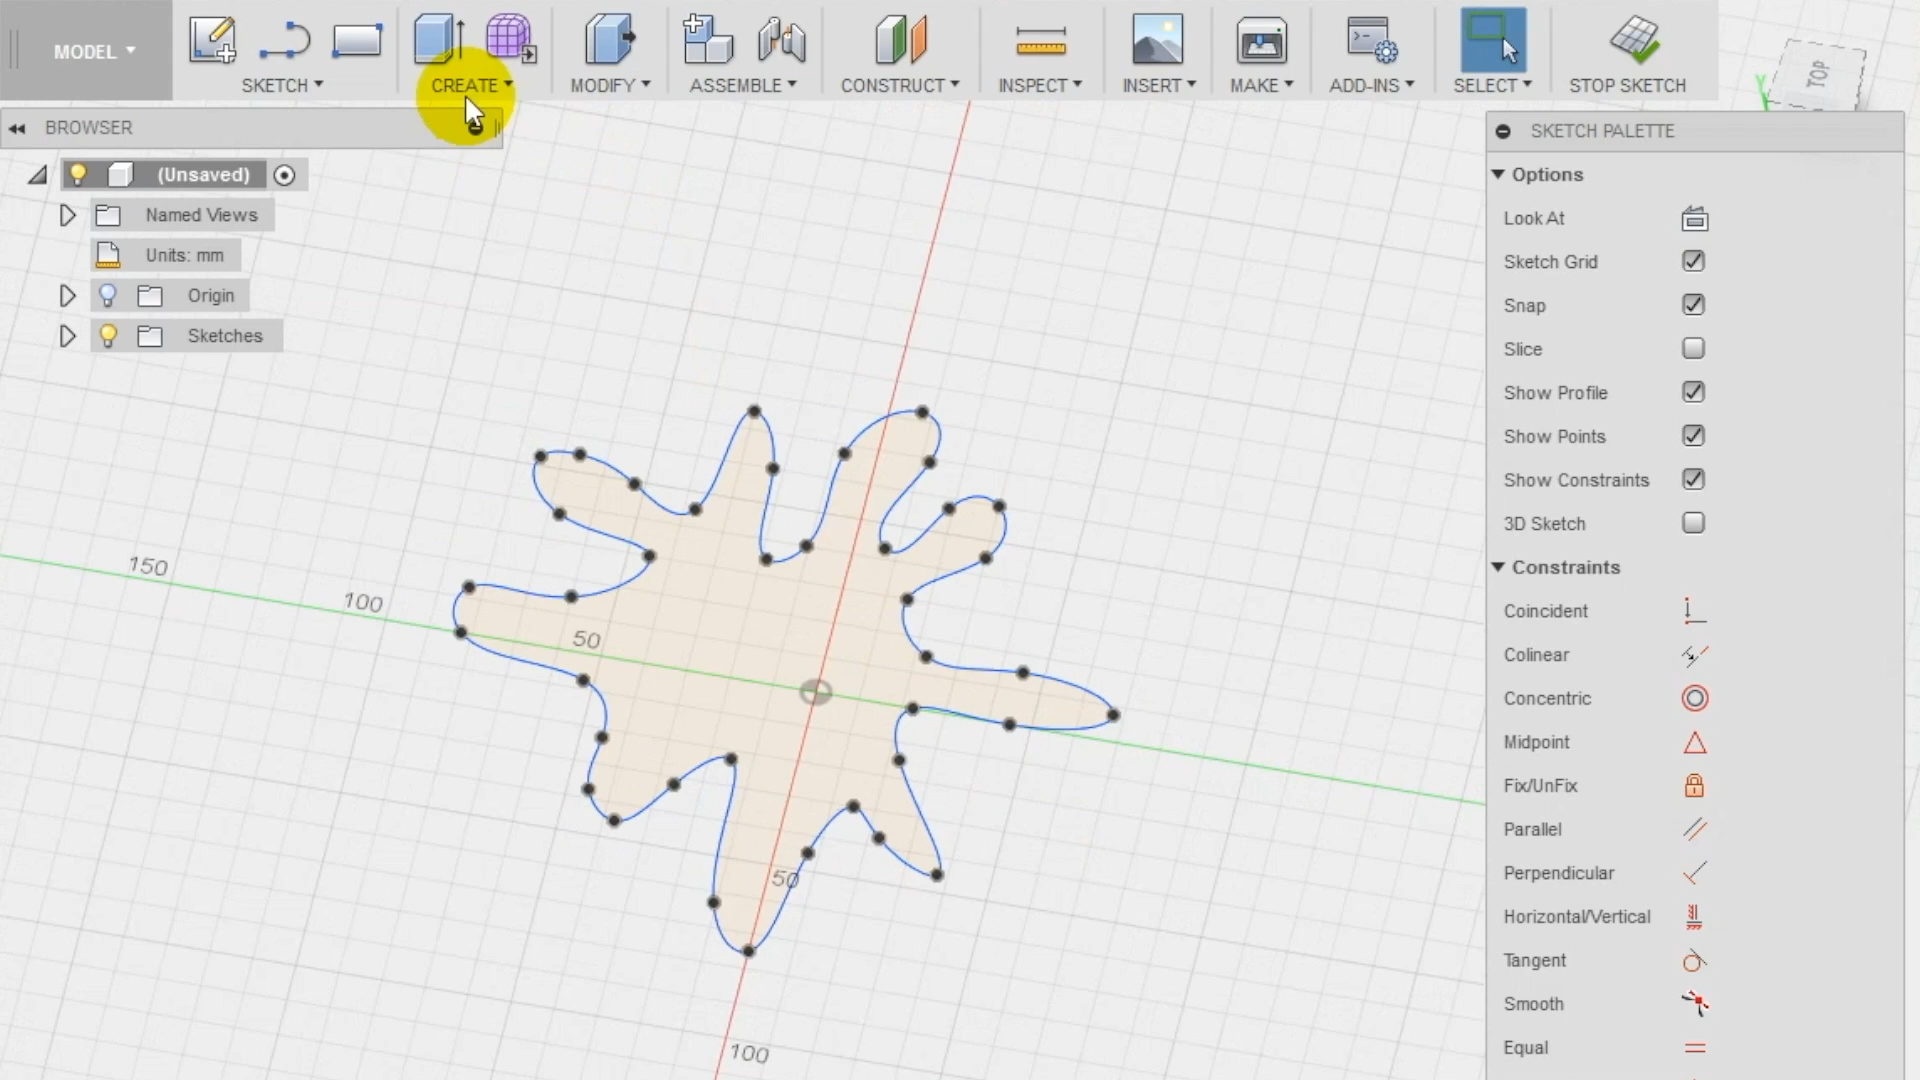 MODEL
SKETCH
CREATE
MODIFY
ASSEMBLE
CONSTRUCT
INSPECT
INSERT
MAKE
ADD-INS
SELECT
STOP SKETCH
TOP
Y
BROWSER
(Unsaved)
Named Views
Units: mm
Origin
Sketches
150
100
50
50
100
SKETCH PALETTE
Options
Look At
Sketch Grid
Snap
Slice
Show Profile
Show Points
Show Constraints
3D Sketch
Constraints
Coincident
Colinear
Concentric
Midpoint
Fix/UnFix
Parallel
Perpendicular
Horizontal/Vertical
Tangent
Smooth
Equal